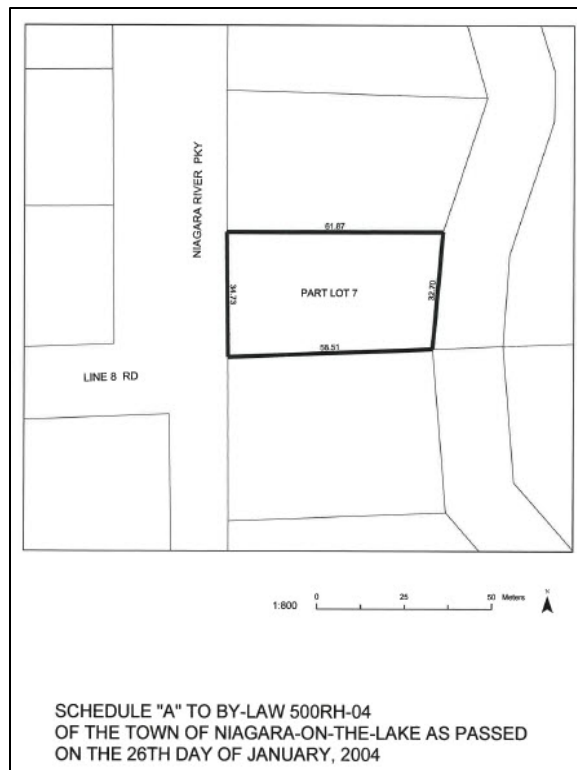 NIAGARA RIVER PKY
61.87
34.73
PART LOT 7
32.70
58.51
LINE 8 RD
1:800 0 25 50 Meters N
SCHEDULE "A" TO BY-LAW 500RH-04
OF THE TOWN OF NIAGARA-ON-THE-LAKE AS PASSED
ON THE 26TH DAY OF JANUARY, 2004